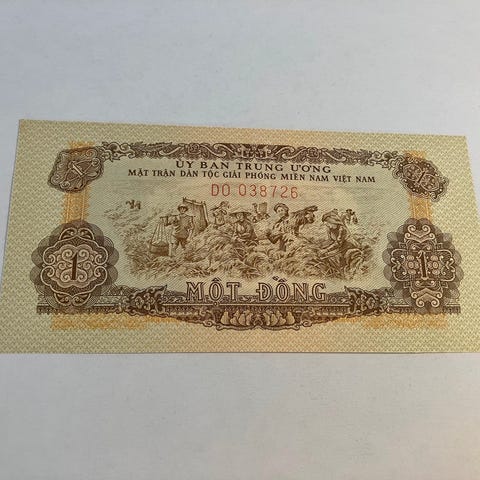 ỦY BAN TRUNG ƯƠNG
MẶT TRẬN DÂN TỘC GIẢI PHÓNG MIỀN NAM VIỆT NAM
DO 038726
1 1
MỘT ĐỒNG